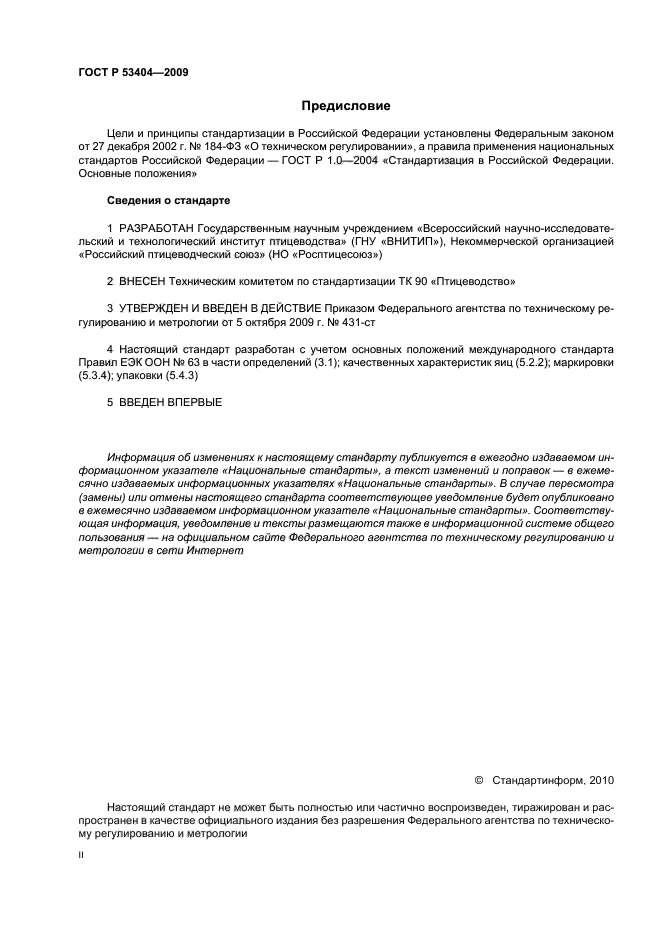 ГОСТ Р 53404—2009
Предисловие
Цели и принципы стандартизации в Российской Федерации установлены Федеральным законом
от 27 декабря 2002 г. № 184-ФЗ «О техническом регулировании», а правила применения национальных
стандартов Российской Федерации — ГОСТ Р 1.0—2004 «Стандартизация в Российской Федерации.
Основные положения»
Сведения о стандарте
1 РАЗРАБОТАН Государственным научным учреждением «Всероссийский научно-исследовате-
льский и технологический институт птицеводства» (ГНУ «ВНИТИП»), Некоммерческой организацией
«Российский птицеводческий союз» (НО «Росптицесоюз»)
2 ВНЕСЕН Техническим комитетом по стандартизации ТК 90 «Птицеводство»
3 УТВЕРЖДЕН И ВВЕДЕН В ДЕЙСТВИЕ Приказом Федерального агентства по техническому ре-
гулированию и метрологии от 5 октября 2009 г. № 431-ст
4 Настоящий стандарт разработан с учетом основных положений международного стандарта
Правил ЕЭК ООН № 63 в части определений (3.1); качественных характеристик яиц (5.2.2); маркировки
(5.3.4); упаковки (5.4.3)
5 ВВЕДЕН ВПЕРВЫЕ
Информация об изменениях к настоящему стандарту публикуется в ежегодно издаваемом ин-
формационном указателе «Национальные стандарты», а текст изменений и поправок — в ежеме-
сячно издаваемых информационных указателях «Национальные стандарты». В случае пересмотра
(замены) или отмены настоящего стандарта соответствующее уведомление будет опубликовано
в ежемесячно издаваемом информационном указателе «Национальные стандарты». Соответству-
ющая информация, уведомление и тексты размещаются также в информационной системе общего
пользования — на официальном сайте Федерального агентства по техническому регулированию и
метрологии в сети Интернет
© Стандартинформ, 2010
Настоящий стандарт не может быть полностью или частично воспроизведен, тиражирован и рас-
пространен в качестве официального издания без разрешения Федерального агентства по техническо-
му регулированию и метрологии
II